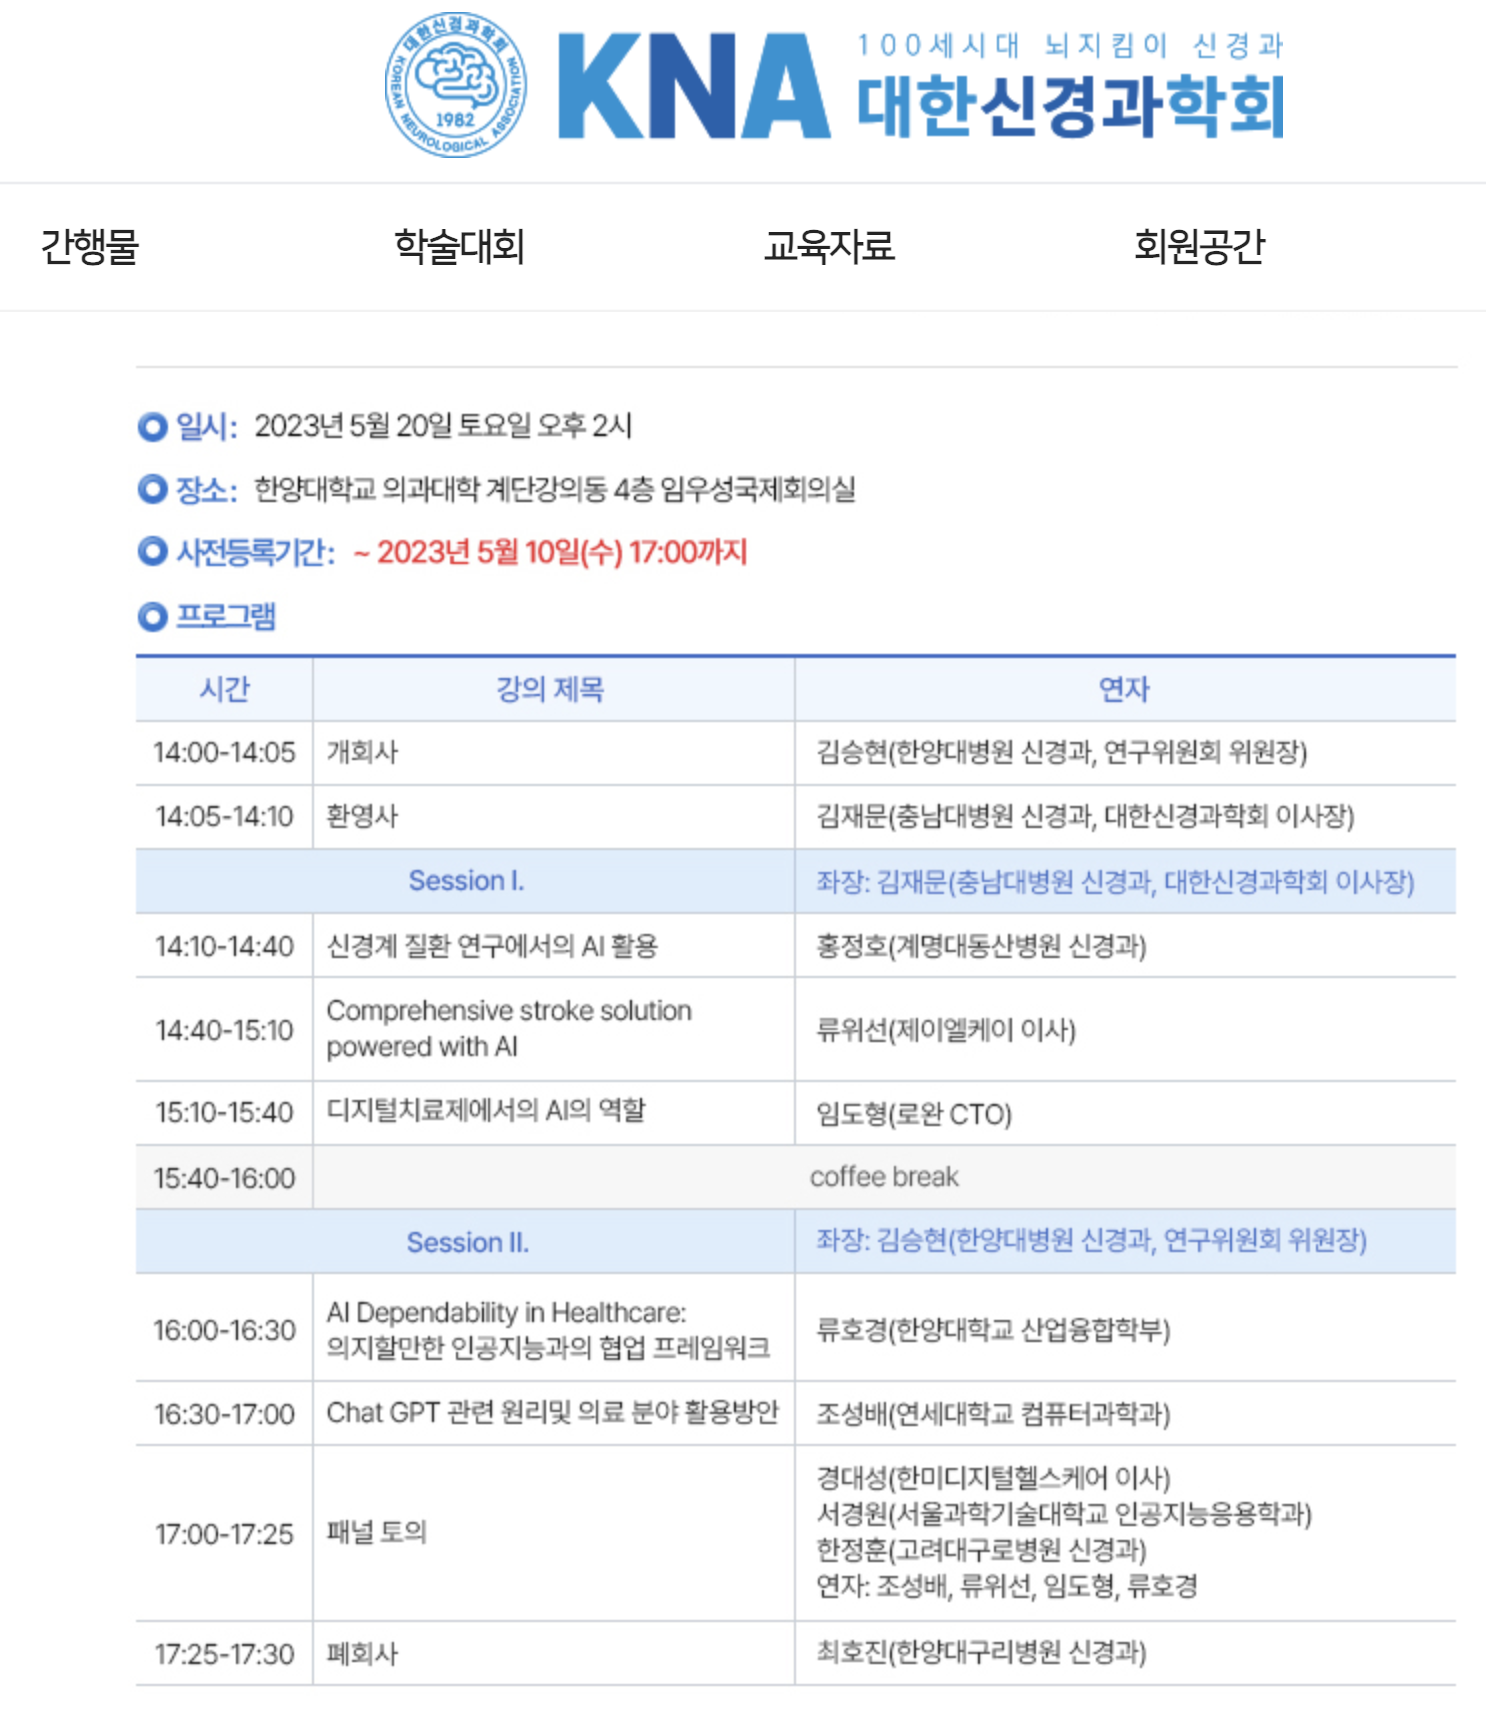 대한신경과학회
KOREAN NEUROLOGICAL ASSOCIATION
1982
KNA
100세시대 뇌지킴이 신경과
대한신경과학회
간행물 학술대회 교육자료 회원공간
일시: 2023년 5월 20일 토요일 오후 2시
장소: 한양대학교 의과대학 계단강의동 4층 임우성국제회의실
사전등록기간: ~ 2023년 5월 10일(수) 17:00까지
프로그램
시간 강의 제목 연자
14:00-14:05 개회사 김승현(한양대병원 신경과, 연구위원회 위원장)
14:05-14:10 환영사 김재문(충남대병원 신경과, 대한신경과학회 이사장)
Session I. 좌장: 김재문(충남대병원 신경과, 대한신경과학회 이사장)
14:10-14:40 신경계 질환 연구에서의 AI 활용 홍정호(계명대동산병원 신경과)
14:40-15:10 Comprehensive stroke solution
powered with AI 류위선(제이엘케이 이사)
15:10-15:40 디지털치료제에서의 AI의 역할 임도형(로완 CTO)
15:40-16:00 coffee break
Session II. 좌장: 김승현(한양대병원 신경과, 연구위원회 위원장)
16:00-16:30 AI Dependability in Healthcare:
의지할만한 인공지능과의 협업 프레임워크 류호경(한양대학교 산업융합학부)
16:30-17:00 Chat GPT 관련 원리및 의료 분야 활용방안 조성배(연세대학교 컴퓨터과학과)
17:00-17:25 패널 토의 경대성(한미디지털헬스케어 이사)
서경원(서울과학기술대학교 인공지능응용학과)
한정훈(고려대구로병원 신경과)
연자: 조성배, 류위선, 임도형, 류호경
17:25-17:30 폐회사 최호진(한양대구리병원 신경과)